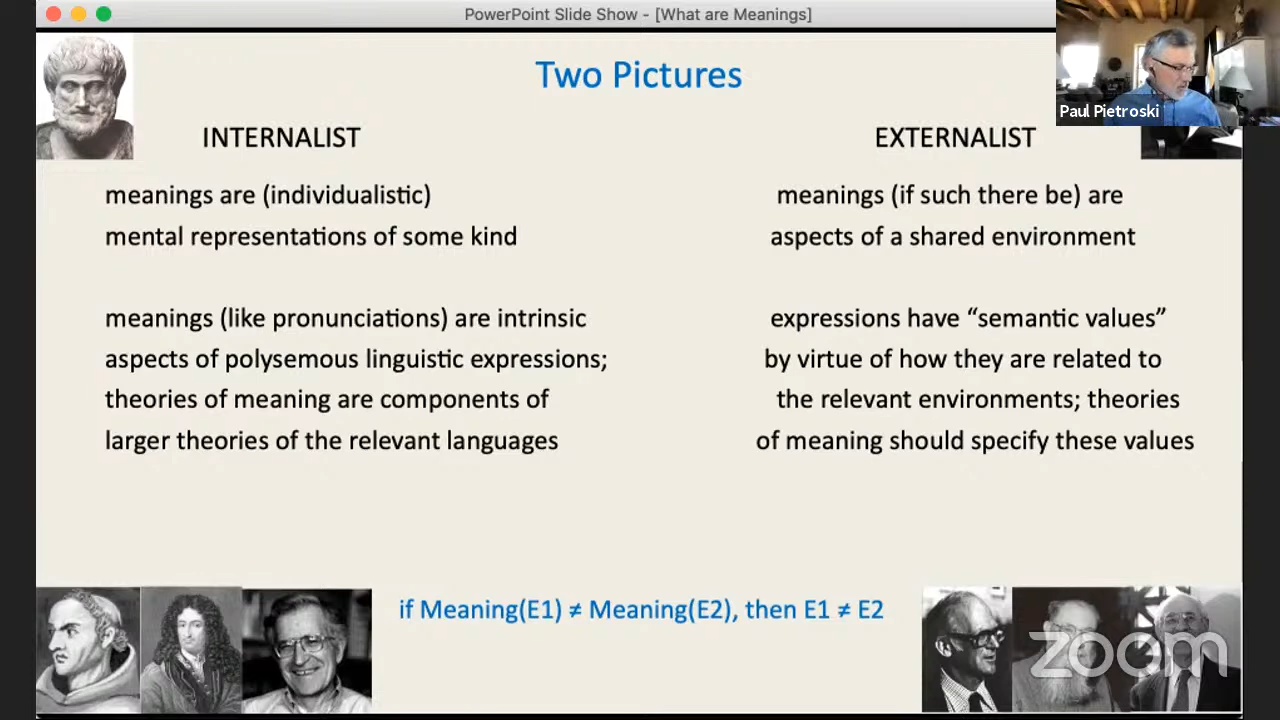 PowerPoint Slide Show - [What are Meanings]
Two Pictures
Paul Pietroski
INTERNALIST
meanings are (individualistic)
mental representations of some kind
meanings (like pronunciations) are intrinsic
aspects of polysemous linguistic expressions;
theories of meaning are components of
larger theories of the relevant languages
EXTERNALIST
meanings (if such there be) are
aspects of a shared environment
expressions have “semantic values”
by virtue of how they are related to
the relevant environments; theories
of meaning should specify these values
if Meaning(E1) ≠ Meaning(E2), then E1 ≠ E2
zoom